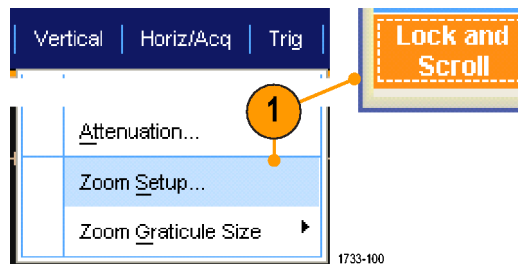 Vertical | Horiz/Acq | Trig
Lock and
Scroll
1
Attenuation...
Zoom Setup...
Zoom Graticule Size
1733-100